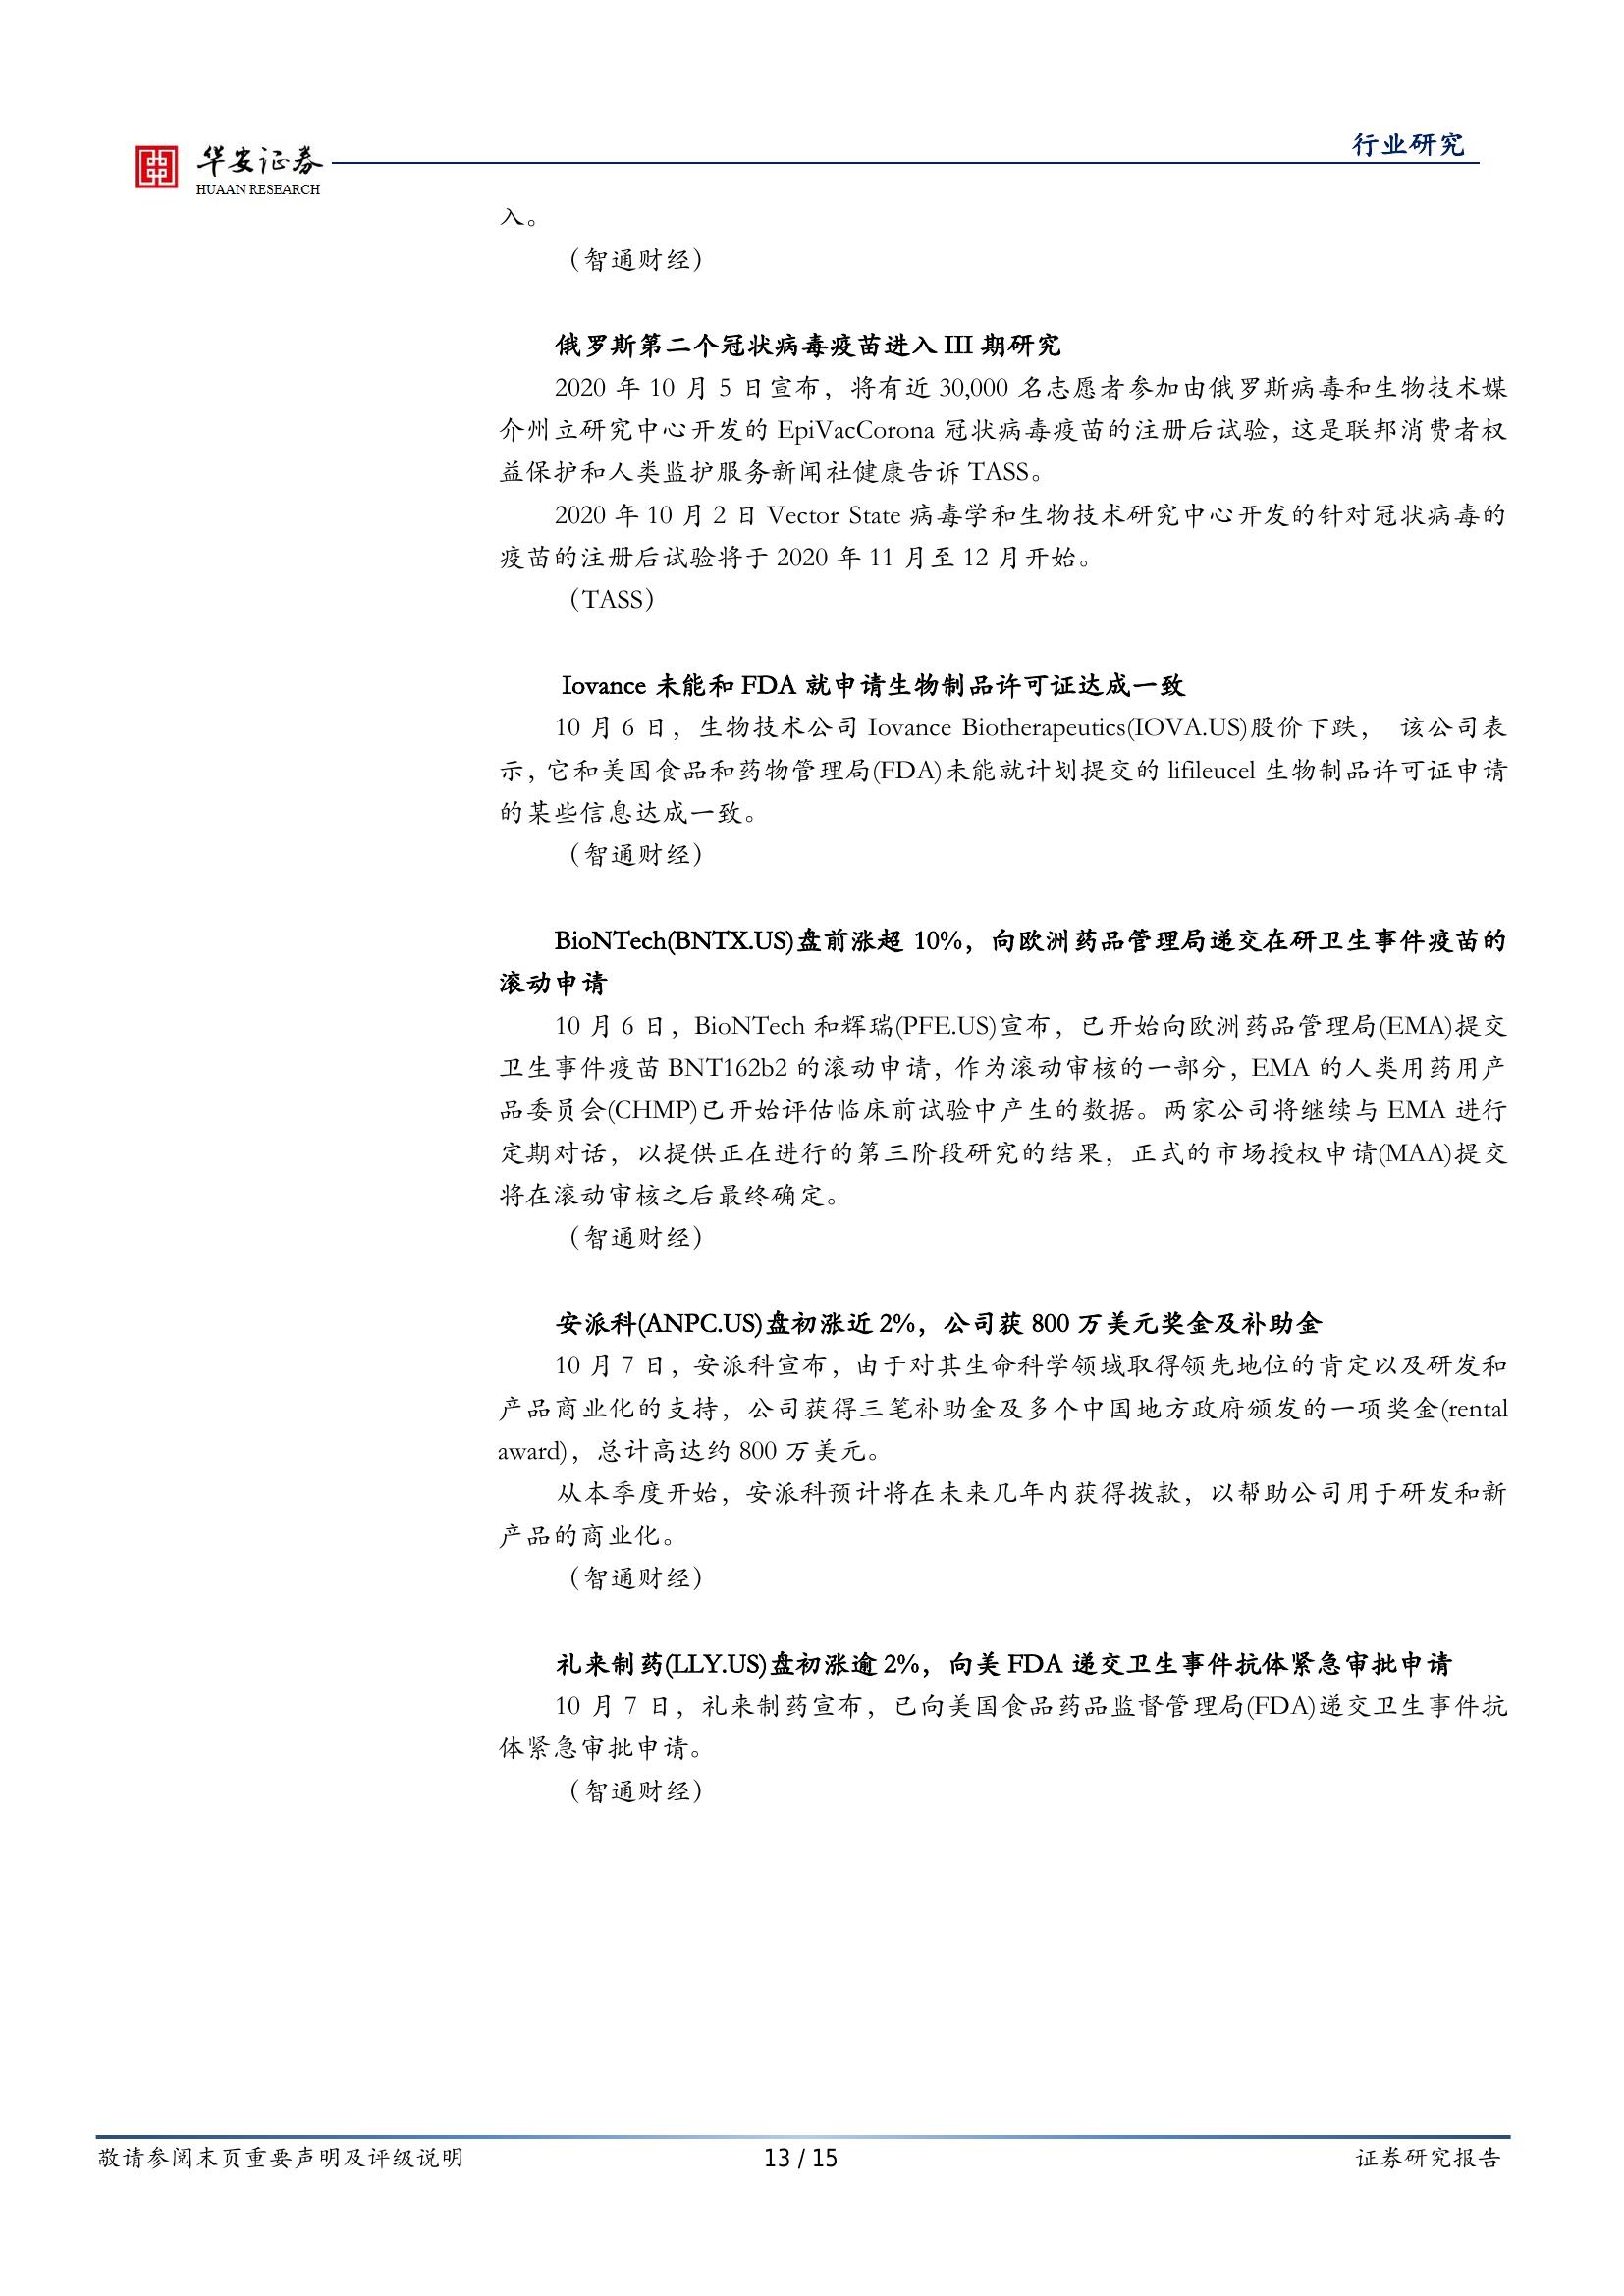 华安证券
HUAAN RESEARCH
行业研究
入。
（智通财经）
俄罗斯第二个冠状病毒疫苗进入 III 期研究
2020 年 10 月 5 日宣布，将有近 30,000 名志愿者参加由俄罗斯病毒和生物技术媒
介州立研究中心开发的 EpiVacCorona 冠状病毒疫苗的注册后试验，这是联邦消费者权
益保护和人类监护服务新闻社健康告诉 TASS。
2020 年 10 月 2 日 Vector State 病毒学和生物技术研究中心开发的针对冠状病毒的
疫苗的注册后试验将于 2020 年 11 月至 12 月开始。
（TASS）
Iovance 未能和 FDA 就申请生物制品许可证达成一致
10 月 6 日，生物技术公司 Iovance Biotherapeutics(IOVA.US)股价下跌， 该公司表
示，它和美国食品和药物管理局(FDA)未能就计划提交的 lifileucel 生物制品许可证申请
的某些信息达成一致。
（智通财经）
BioNTech(BNTX.US)盘前涨超 10%，向欧洲药品管理局递交在研卫生事件疫苗的
滚动申请
10 月 6 日，BioNTech 和辉瑞(PFE.US)宣布，已开始向欧洲药品管理局(EMA)提交
卫生事件疫苗 BNT162b2 的滚动申请，作为滚动审核的一部分，EMA 的人类用药用产
品委员会(CHMP)已开始评估临床前试验中产生的数据。两家公司将继续与 EMA 进行
定期对话，以提供正在进行的第三阶段研究的结果，正式的市场授权申请(MAA)提交
将在滚动审核之后最终确定。
（智通财经）
安派科(ANPC.US)盘初涨近 2%，公司获 800 万美元奖金及补助金
10 月 7 日，安派科宣布，由于对其生命科学领域取得领先地位的肯定以及研发和
产品商业化的支持，公司获得三笔补助金及多个中国地方政府颁发的一项奖金(rental
award)，总计高达约 800 万美元。
从本季度开始，安派科预计将在未来几年内获得拨款，以帮助公司用于研发和新
产品的商业化。
（智通财经）
礼来制药(LLY.US)盘初涨逾 2%，向美 FDA 递交卫生事件抗体紧急审批申请
10 月 7 日，礼来制药宣布，已向美国食品药品监督管理局(FDA)递交卫生事件抗
体紧急审批申请。
（智通财经）
敬请参阅末页重要声明及评级说明
13 / 15
证券研究报告